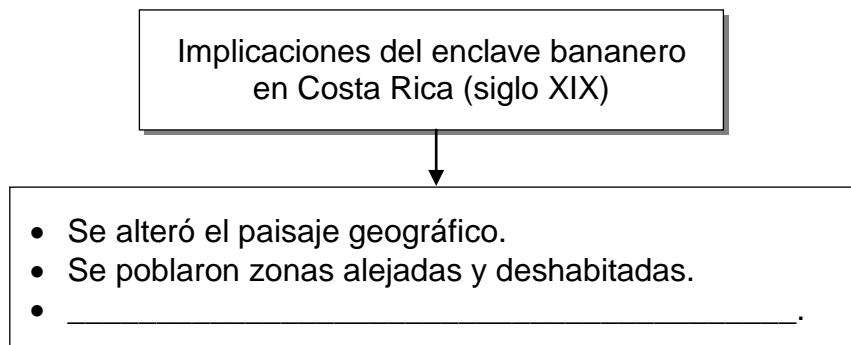 Implicaciones del enclave bananero
en Costa Rica (siglo XIX)
• Se alteró el paisaje geográfico.
• Se poblaron zonas alejadas y deshabitadas.
• _________________________________________.